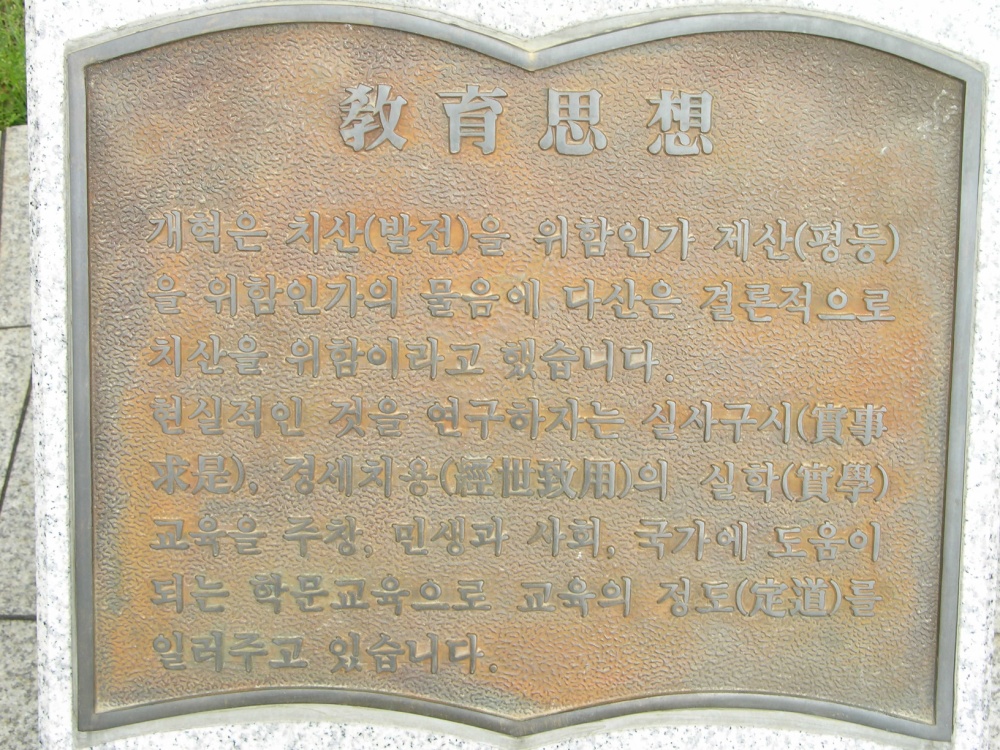 敎育思想
개혁은 치산(발전)을 위함인가 제산(평등)
을 위함인가의 물음에 다산은 결론적으로
치산을 위함이라고 했습니다.
현실적인 것을 연구하자는 실사구시(實事
求是), 경세치용(經世致用)의 실학(實學)
교육을 주창, 민생과 사회, 국가에 도움이
되는 학문교육으로 교육의 정도(定道)를
일러주고 있습니다.